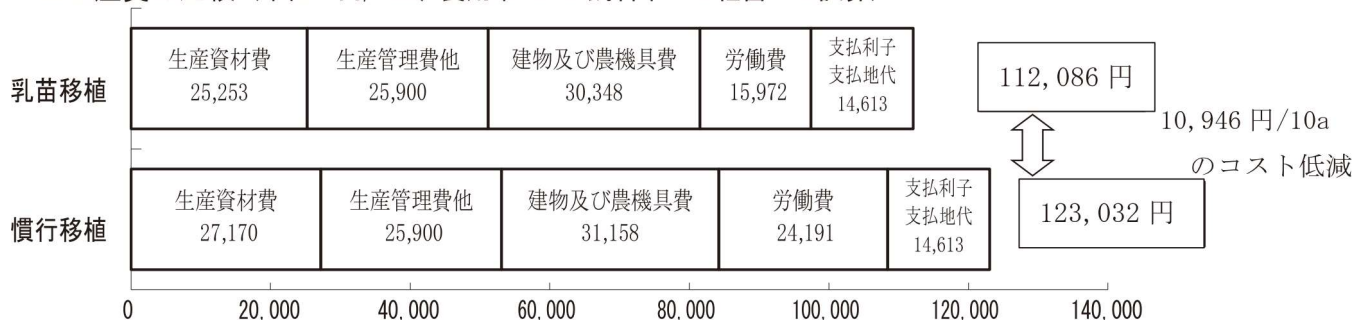 乳苗移植
生産資材費
25,253
生産管理費他
25,900
建物及び農機具費
30,348
労働費
15,972
支払利子
支払地代
14,613
112,086 円
10,946 円/10a
のコスト低減
慣行移植
生産資材費
27,170
生産管理費他
25,900
建物及び農機具費
31,158
労働費
24,191
支払利子
支払地代
14,613
123,032 円
0 20,000 40,000 60,000 80,000 100,000 120,000 140,000